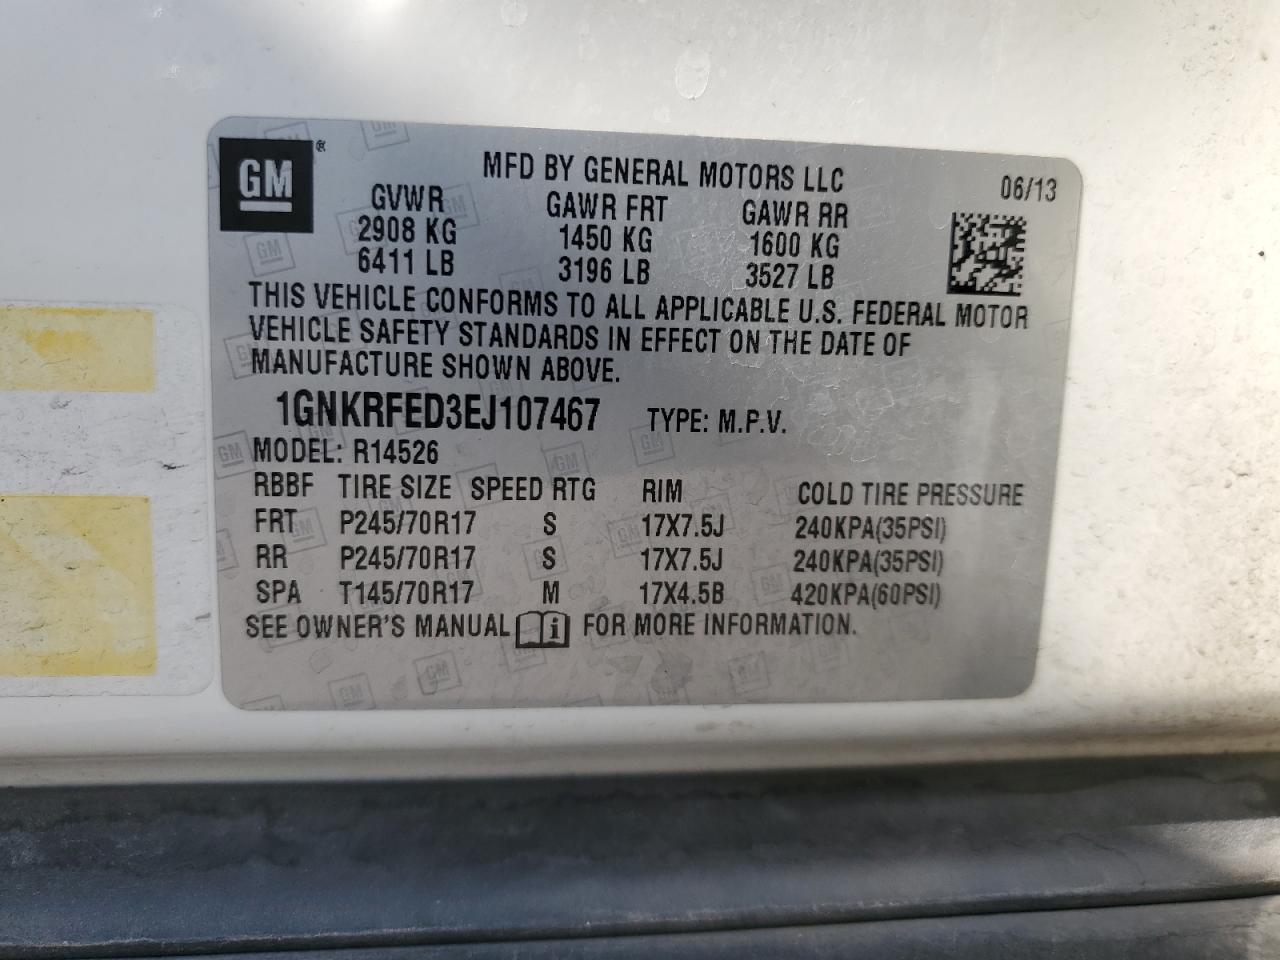 GM ®
MFD BY GENERAL MOTORS LLC 06/13
GVWR GAWR FRT GAWR RR
2908 KG 1450 KG 1600 KG
6411 LB 3196 LB 3527 LB
THIS VEHICLE CONFORMS TO ALL APPLICABLE U.S. FEDERAL MOTOR
VEHICLE SAFETY STANDARDS IN EFFECT ON THE DATE OF
MANUFACTURE SHOWN ABOVE.
1GNKRFED3EJ107467 TYPE: M.P.V.
MODEL: R14526
RBBF TIRE SIZE SPEED RTG RIM COLD TIRE PRESSURE
FRT P245/70R17 S 17X7.5J 240KPA(35PSI)
RR P245/70R17 S 17X7.5J 240KPA(35PSI)
SPA T145/70R17 M 17X4.5B 420KPA(60PSI)
SEE OWNER'S MANUAL i FOR MORE INFORMATION.